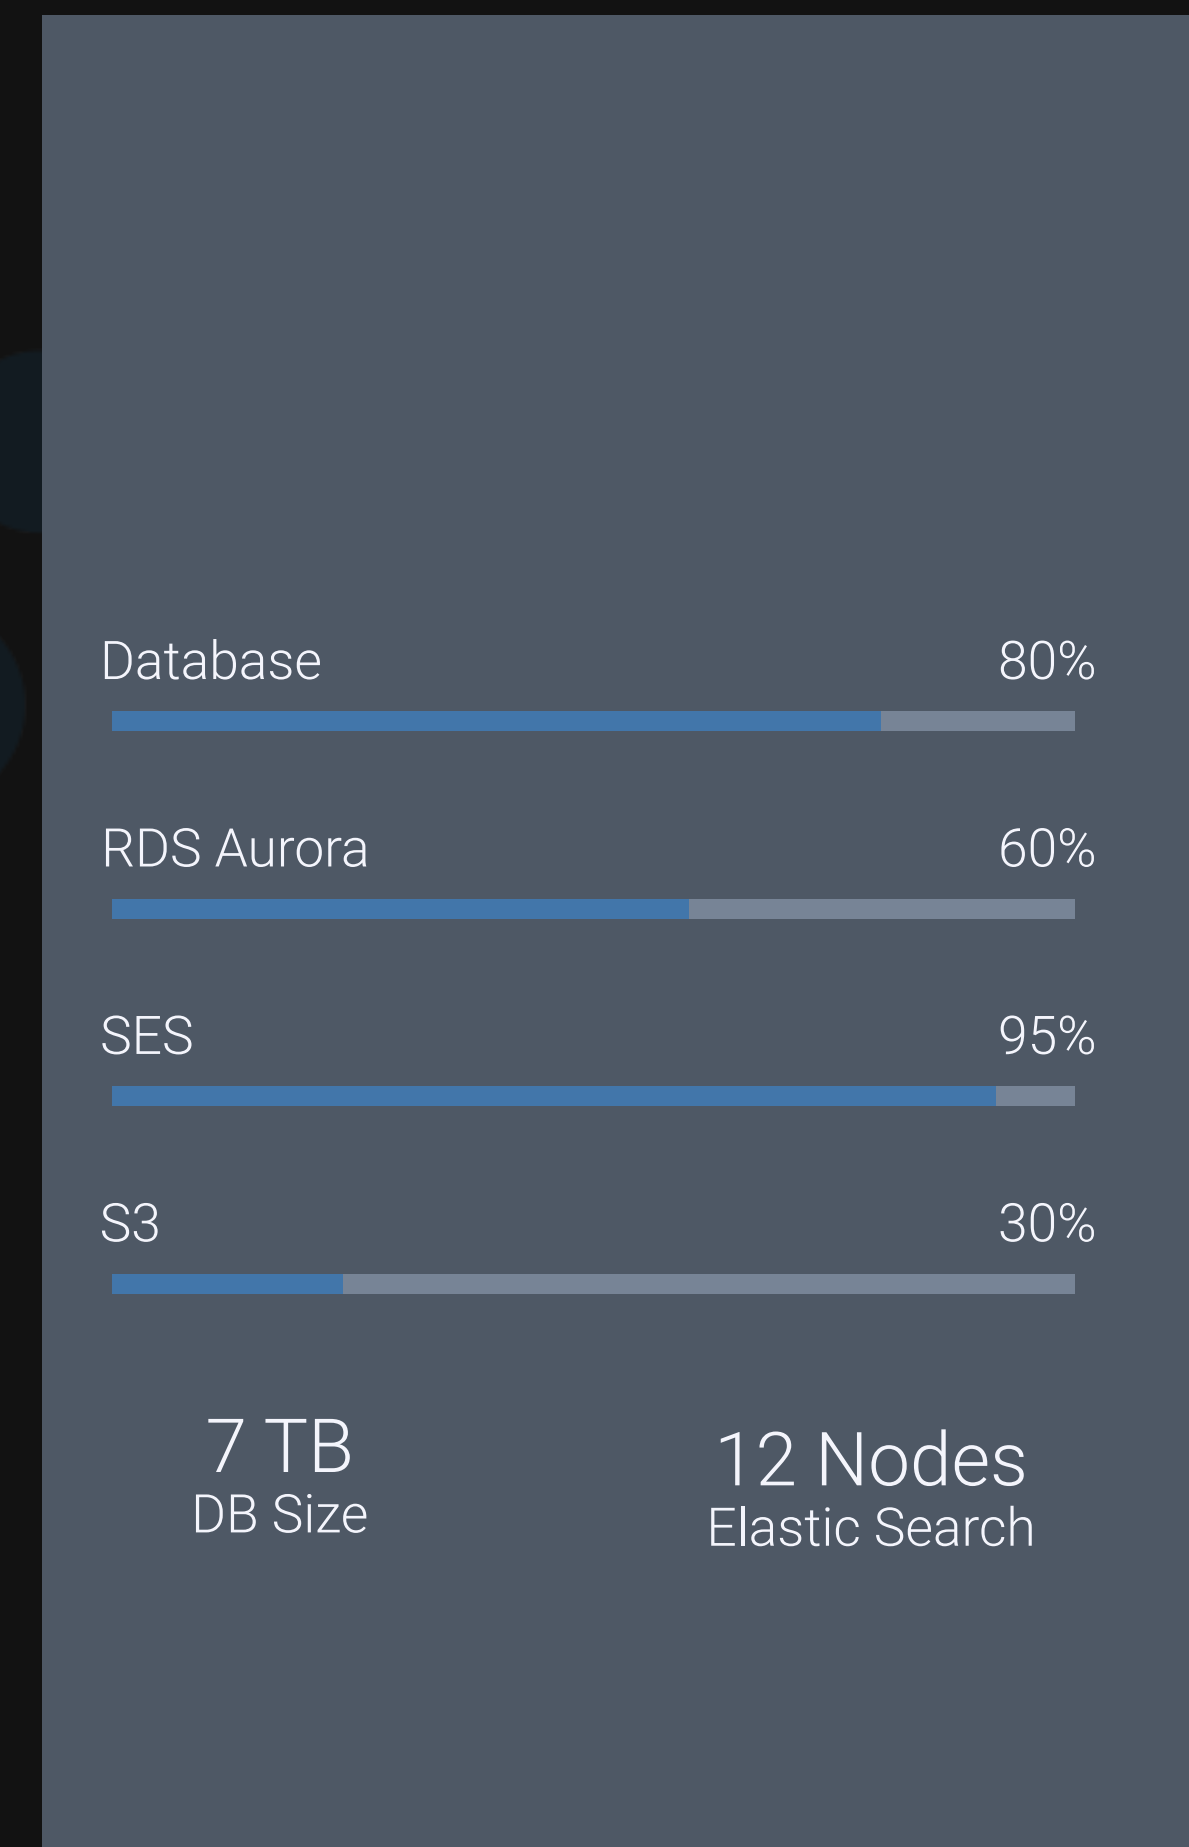 Database 80%
RDS Aurora 60%
SES 95%
S3 30%
7 TB
DB Size
12 Nodes
Elastic Search